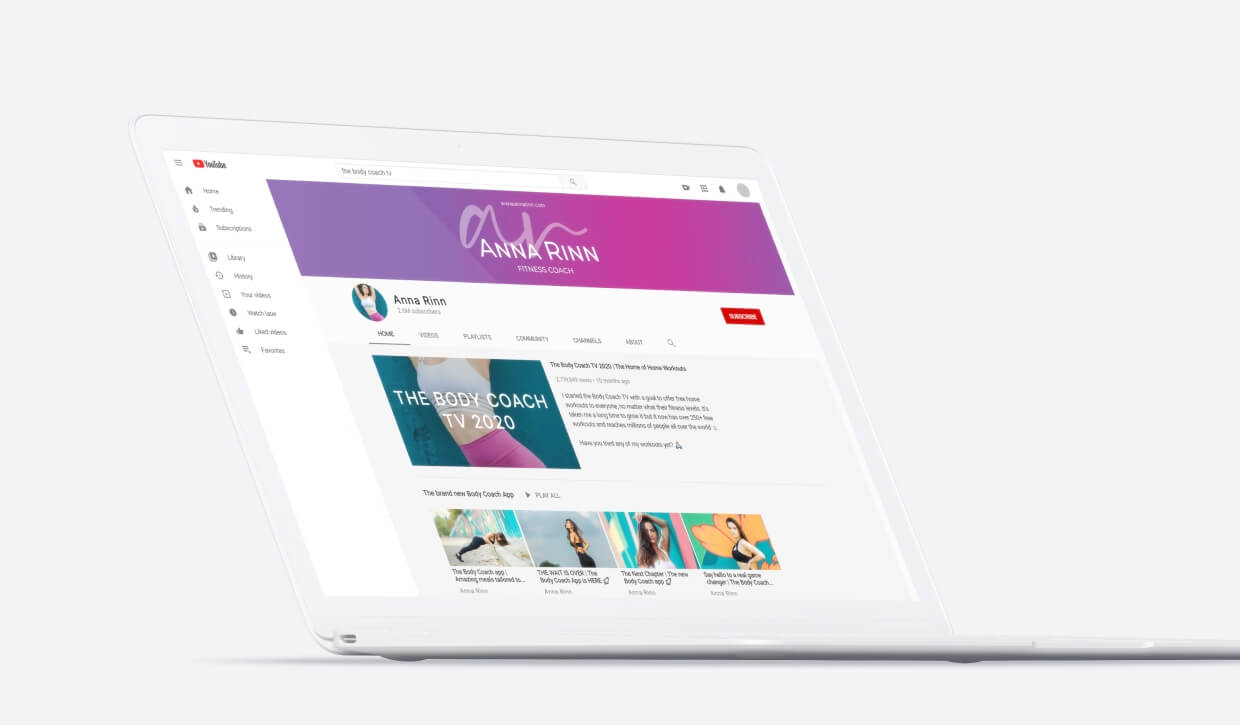 YouTube
the body coach tv
Home
Trending
Subscriptions
Library
History
Your videos
Watch later
Liked videos
Favorites
www.annarinn.com
an
ANNA RINN
FITNESS COACH
Anna Rinn
2.6M subscribers
SUBSCRIBE
HOME VIDEOS PLAYLISTS COMMUNITY CHANNELS ABOUT
THE BODY COACH
TV 2020
The Body Coach TV 2020 | The Home of Home Workouts
views • 10 months ago
I started the Body Coach TV with a goal to offer free home
workouts to everyone, no matter what their fitness levels. It's
taken me a long time to grow it but it now has over 250+ free
workouts and reaches millions of people all over the world
Have you tried any of my workouts yet?
The brand new Body Coach App PLAY ALL
The Body Coach app |
Amazing meals tailored to...
Anna Rinn
THE WAIT IS OVER | The
Body Coach App is HERE
Anna Rinn
The Next Chapter | The new
Body Coach app
Anna Rinn
Say hello to a real game
changer | The Body Coach...
Anna Rinn